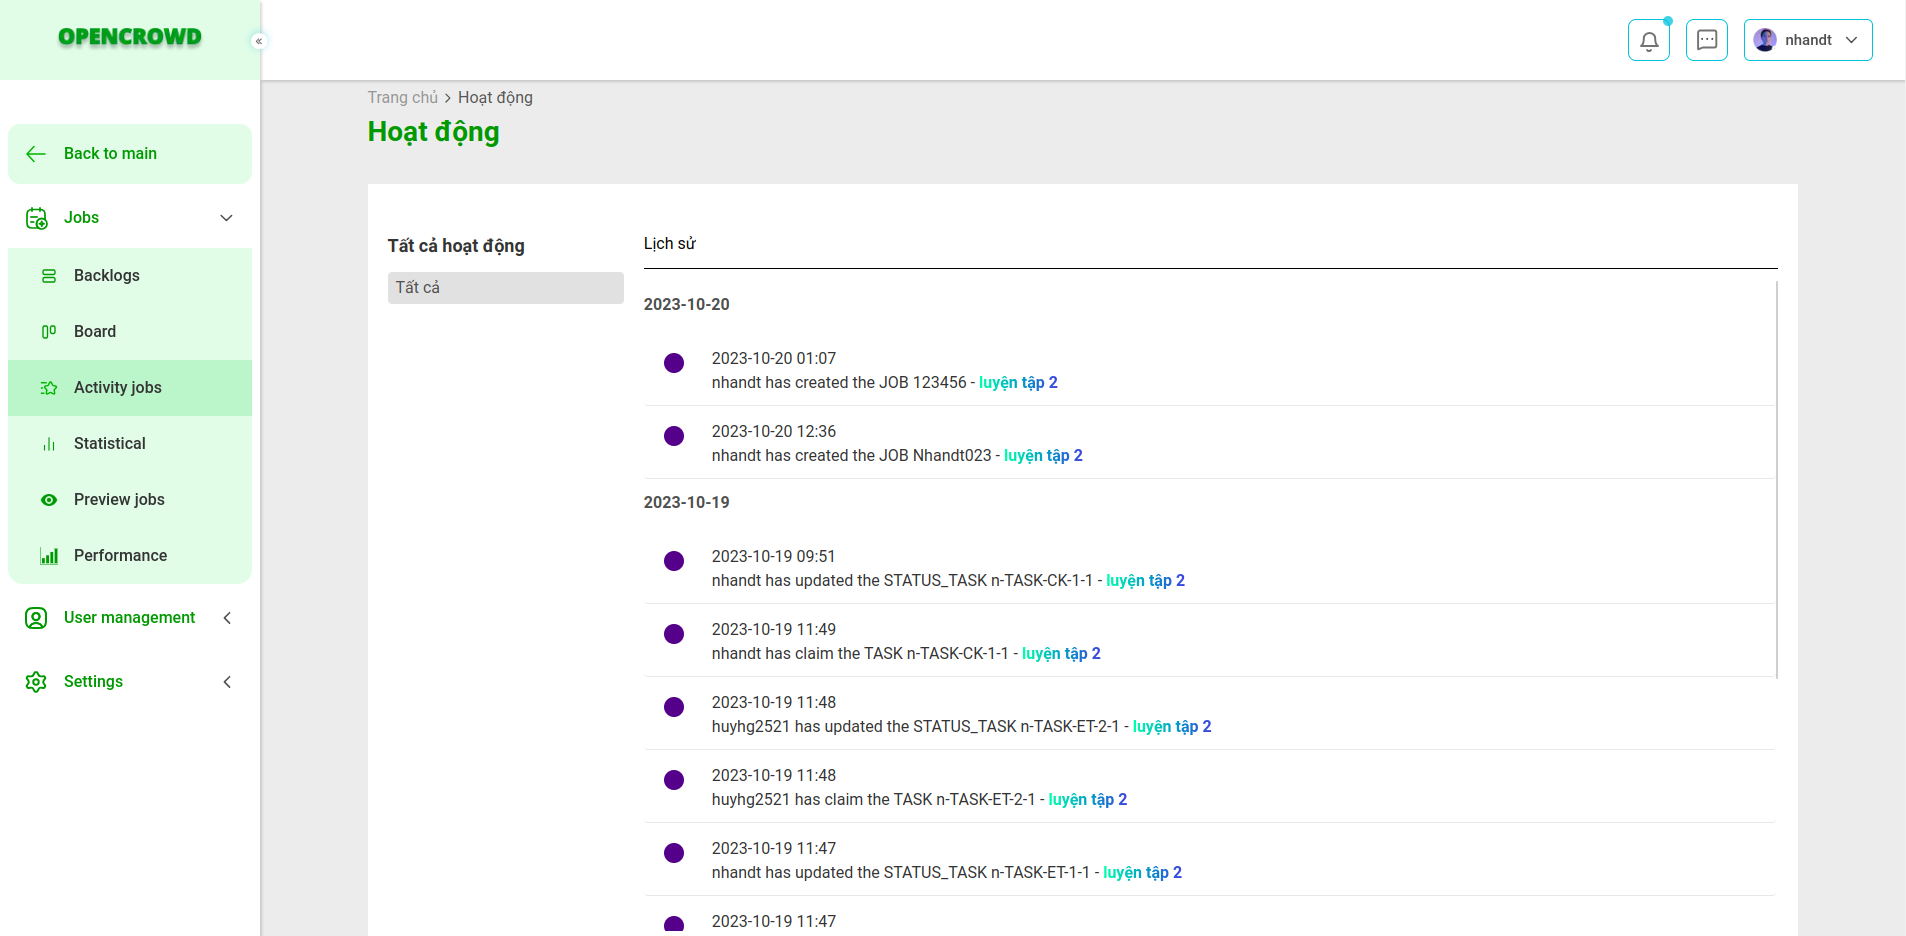 OPENCROWD
«
nhandt
Back to main
Jobs
Backlogs
Board
Activity jobs
Statistical
Preview jobs
Performance
User management
Settings
Trang chủ > Hoạt động
Hoạt động
Tất cả hoạt động
Tất cả
Lịch sử
2023-10-20
2023-10-20 01:07
nhandt has created the JOB 123456 - luyện tập 2
2023-10-20 12:36
nhandt has created the JOB Nhandt023 - luyện tập 2
2023-10-19
2023-10-19 09:51
nhandt has updated the STATUS_TASK n-TASK-CK-1-1 - luyện tập 2
2023-10-19 11:49
nhandt has claim the TASK n-TASK-CK-1-1 - luyện tập 2
2023-10-19 11:48
huyhg2521 has updated the STATUS_TASK n-TASK-ET-2-1 - luyện tập 2
2023-10-19 11:48
huyhg2521 has claim the TASK n-TASK-ET-2-1 - luyện tập 2
2023-10-19 11:47
nhandt has updated the STATUS_TASK n-TASK-ET-1-1 - luyện tập 2
2023-10-19 11:47